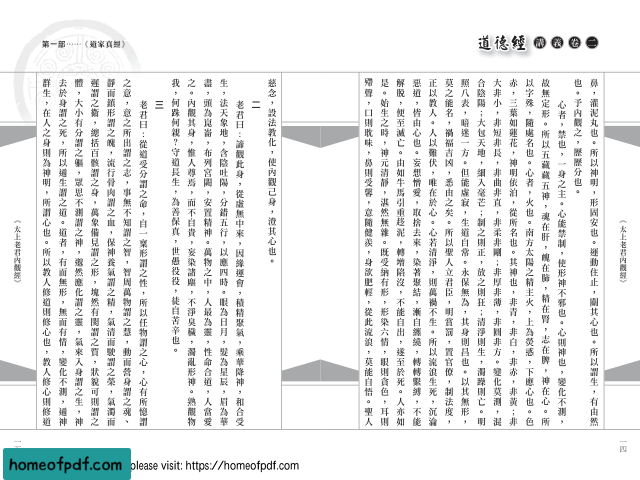 道德經 講義卷二
鼻，灌泥丸也。所以神明，形固安也。運動住止，關其心也。所以謂生，有由然
也。予內觀之，歷歷分也。
心者，禁也，一身之主。心能禁制，使形神不邪也。心則神也，變化不測，
故無定形。所以五藏藏五神，魂在肝，魄在肺，精在腎，志在脾，神在心。所
以字殊，隨處名也。心者，火也。南方太陽之精主火，上為熒惑，下應心也。色
赤，三葉如蓮花，神明依泊，從所名也。其神也，非青，非白，非赤，非黃；非
大非小，非短非長，非曲非直，非柔非剛；非厚非薄，非圓非方。變化莫測，混
合陰陽；大包天地，細入毫芒；制之則正，放之則狂；清淨則生，濁躁則亡。明
照八表，暗迷一方。但能虛寂，生道自常。永保無為，其身則昌也。以其無形，
莫之能名，禍福吉凶，悉由之矣。所以聖人立君臣，明賞罰，置官僚，制法度，
正以教人。人以難伏，唯在於心。心若清淨，則萬禍不生。所以流浪生死，沉淪
惡道，皆由心也。妄想憎愛，取捨去來，染著聚結，漸自纏繞，轉轉繫縛，不能
解脫，便至滅亡。由如牛馬引重趁泥，轉增陷沒，不能自出，遂至於死。人亦如
是。始生之時，神元清靜，湛然無雜。既受納有形，形染六情，眼則貪色，耳則
滯聲，口則耽味，鼻則受馨，意隨健羨，身欲肥輕，從此流浪，莫能自悟。聖人
《太上老君內觀經》
一四
第一部……《道家真經》
慈念，設法教化，使內觀己身，澄其心也。
二
老君曰：諦觀此身，從虛無中來，因緣運會，積精聚氣，乘華降神，和合受
生，法天象地，含陰吐陽，分錯五行，以應四時。眼為日月，髮為星辰，眉為華
蓋，頭為崑崙，布列宮闕，安置精神。萬物之中，人最為靈，性命合道，人當愛
之。內觀其身，惟人尊焉，而不自貴，妄染諸塵，不淨臭穢，濁亂形神。熟觀物
我，何疎何親？守道長生，為善保真，世愚役役，徒自苦辛也。
三
老君曰：從道受分謂之命，自一稟形謂之性，所以任物謂之心，心有所憶謂
之意，意之所出謂之志，事無不知謂之智，智周萬物謂之慧，動而營身謂之魂、
靜而鎮形謂之魄，流行骨肉謂之血，保神養氣謂之精，氣清而駛謂之榮，氣濁而
遲謂之衛，總括百骸謂之身，萬象備見謂之形，塊然有閡謂之質，狀貌可則謂之
體，大小有分謂之軀，眾思不測謂之神，邈然應化謂之靈，氣來入身謂之生，神
去於身謂之死，所以通生謂之道。道者，有而無形，無而有情，變化不測，通神
群生，在人之身則為神明，所謂心也。所以教人修道則修心也，教人修心則修道
《太上老君內觀經》
homeofpdf.com
please visit: https://homeofpdf.com